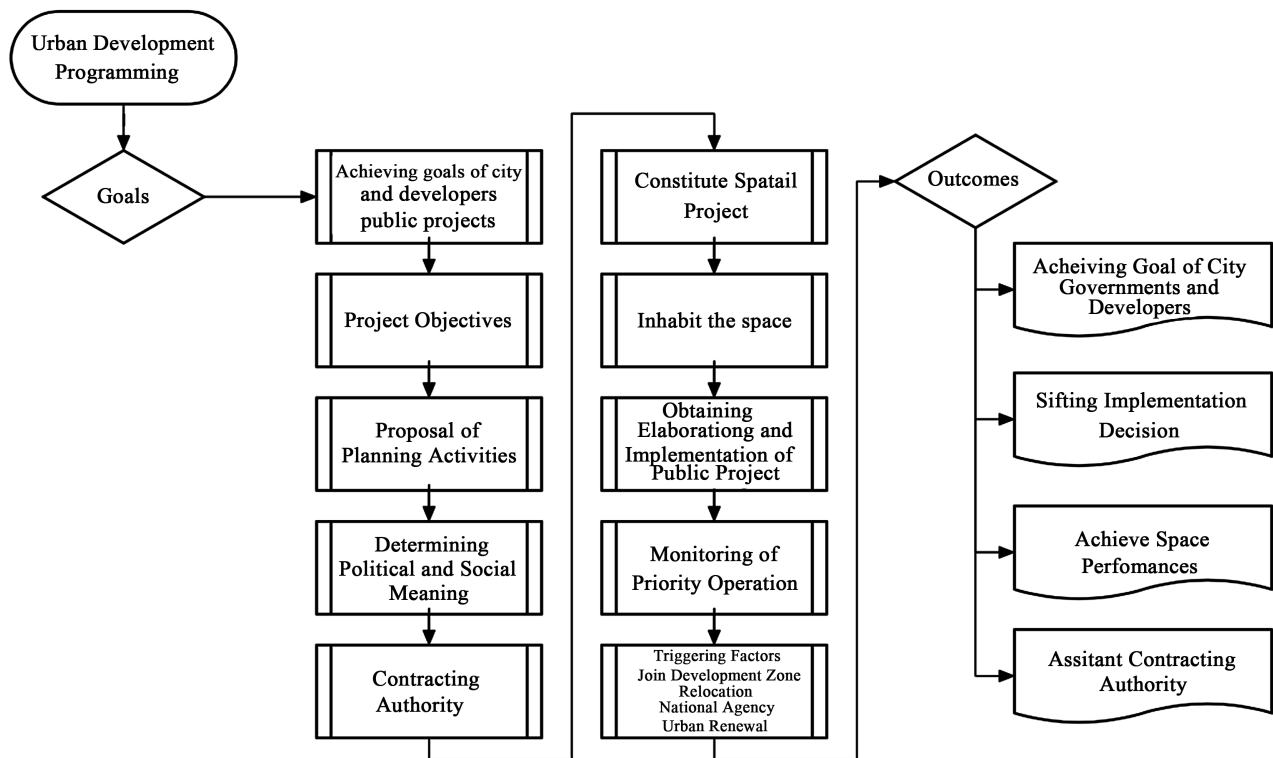 Urban Development
Programming
Goals
Achieving goals of city
and developers
public projects
Project Objectives
Proposal of
Planning Activities
Determining
Political and Social
Meaning
Contracting
Authority
Constitute Spatail
Project
Inhabit the space
Obtaining
Elaborationg and
Implementation of
Public Project
Monitoring of
Priority Operation
Triggering Factors
Join Development Zone
Relocation
National Agency
Urban Renewal
Outcomes
Acheiving Goal of City
Governments and
Developers
Sifting Implementation
Decision
Achieve Space
Perfomances
Assitant Contracting
Authority